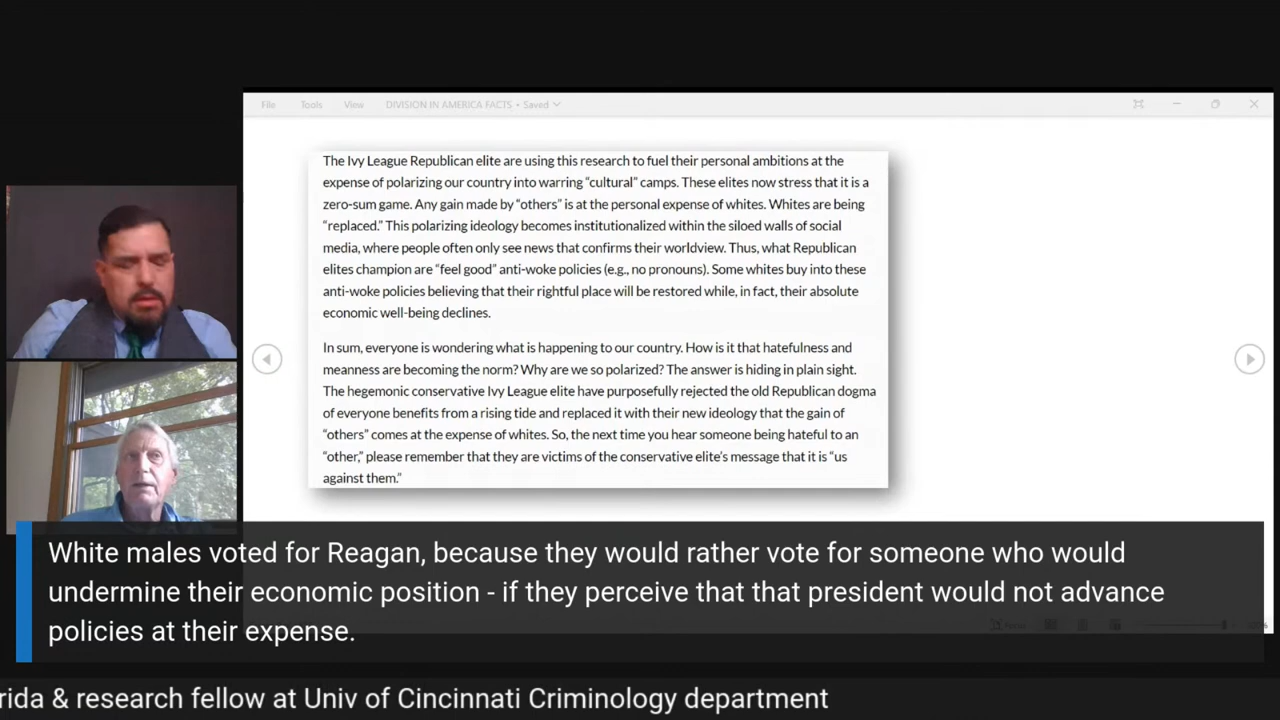 File Tools View DIVISION IN AMERICA FACTS • Saved
The Ivy League Republican elite are using this research to fuel their personal ambitions at the
expense of polarizing our country into warring “cultural” camps. These elites now stress that it is a
zero-sum game. Any gain made by “others” is at the personal expense of whites. Whites are being
“replaced.” This polarizing ideology becomes institutionalized within the siloed walls of social
media, where people often only see news that confirms their worldview. Thus, what Republican
elites champion are “feel good” anti-woke policies (e.g., no pronouns). Some whites buy into these
anti-woke policies believing that their rightful place will be restored while, in fact, their absolute
economic well-being declines.
In sum, everyone is wondering what is happening to our country. How is it that hatefulness and
meanness are becoming the norm? Why are we so polarized? The answer is hiding in plain sight.
The hegemonic conservative Ivy League elite have purposefully rejected the old Republican dogma
of everyone benefits from a rising tide and replaced it with their new ideology that the gain of
“others” comes at the expense of whites. So, the next time you hear someone being hateful to an
“other,” please remember that they are victims of the conservative elite’s message that it is “us
against them.”
White males voted for Reagan, because they would rather vote for someone who would
undermine their economic position - if they perceive that that president would not advance
policies at their expense.
rida & research fellow at Univ of Cincinnati Criminology department